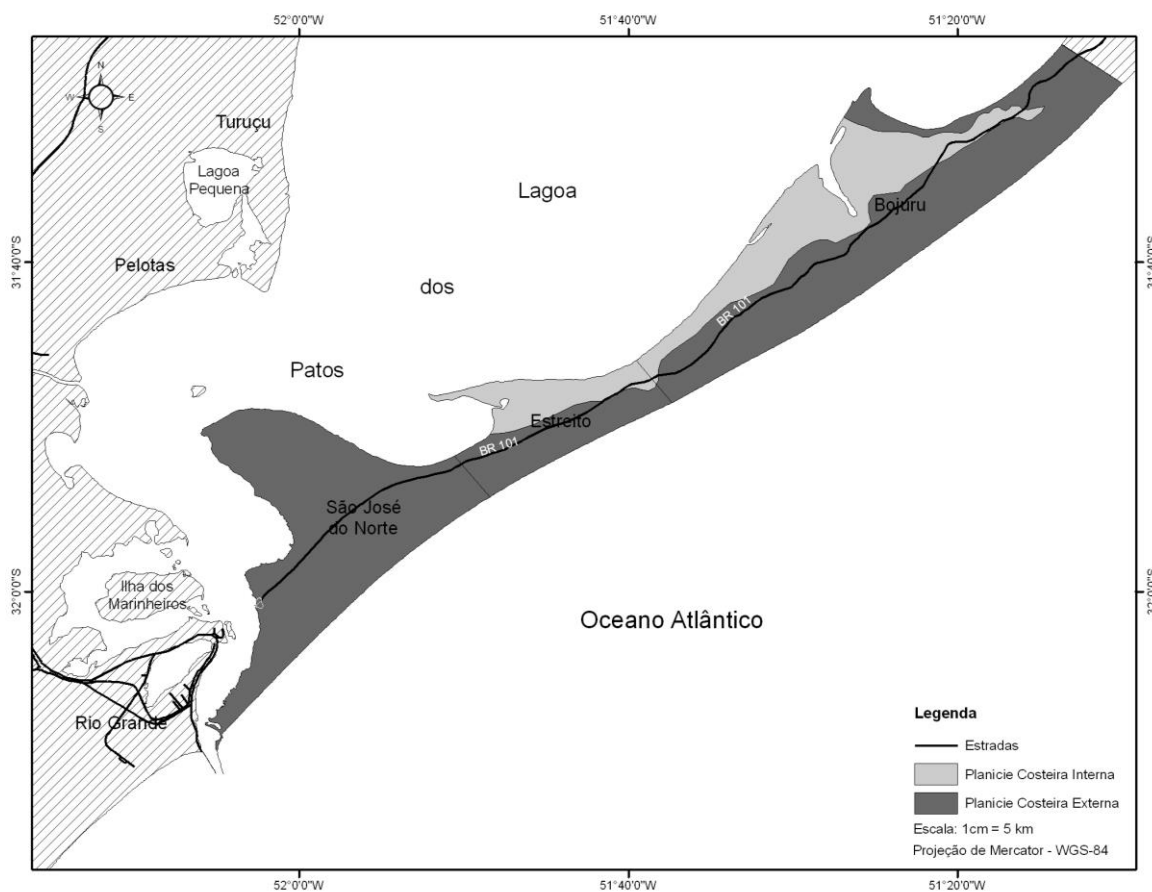 52°0'0"W
51°40'0"W
51°20'0"W
N
W
E
S
Turuçu
Lagoa
Pequena
Lagoa
Bojuru
31°40'0"S
31°40'0"S
Pelotas
dos
BR 101
Patos
Estreito
BR 101
São José
do Norte
Ilha dos
Marinheiros
32°0'0"S
32°0'0"S
Oceano Atlântico
Rio Grande
Legenda
Estradas
Planicie Costeira Interna
Planicie Costeira Externa
Escala: 1cm = 5 km
Projeção de Mercator - WGS-84
52°0'0"W
51°40'0"W
51°20'0"W